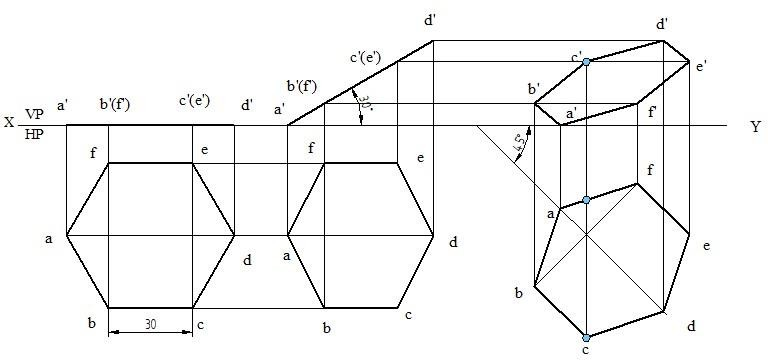 d' d'
c'(e') c' e'
b'(f') b'
a' b'(f') c'(e') d' a' 30° a' f'
X VP Y
HP 45°
f e f e f
a a a e
d d
b c b c b d
30 c